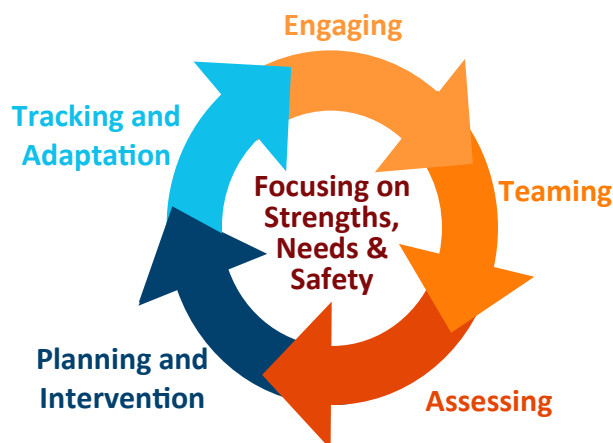 Engaging
Tracking and
Adaptation
Focusing on
Strengths,
Needs &
Safety
Teaming
Planning and
Intervention
Assessing